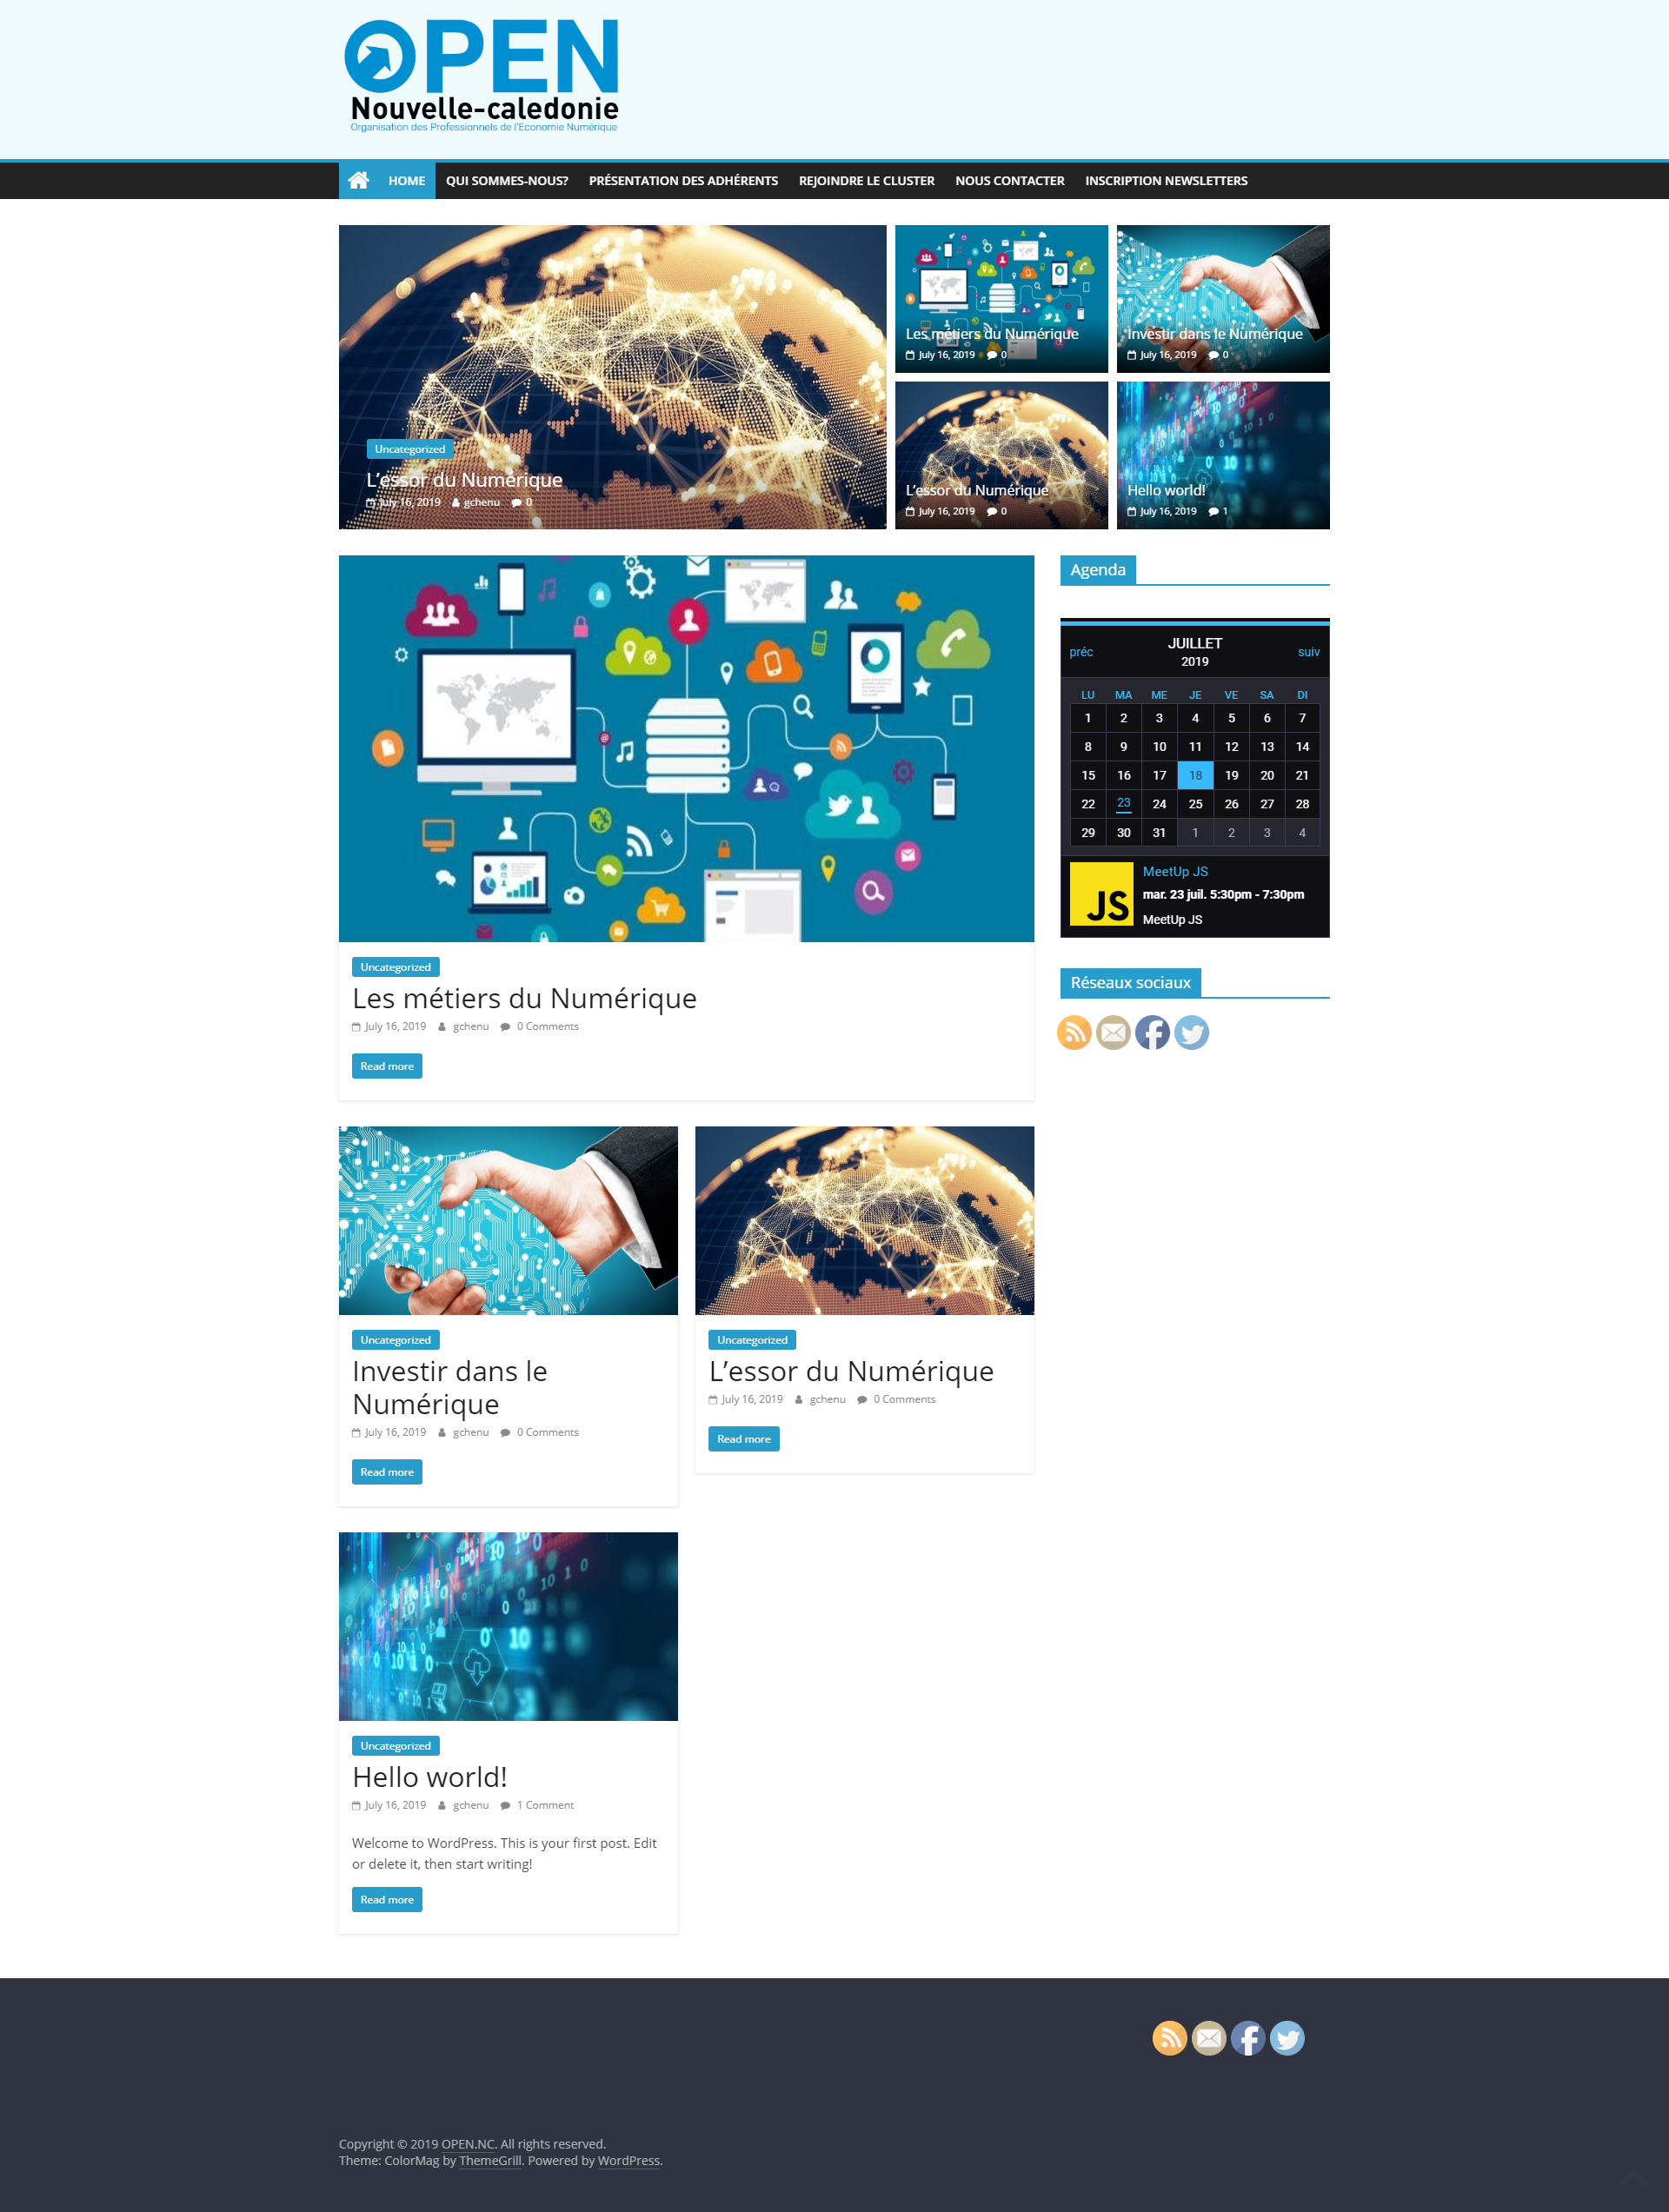 OPEN
Nouvelle-caledonie
Organisation des Professionnels de l'Economie Numérique
HOME QUI SOMMES-NOUS? PRÉSENTATION DES ADHÉRENTS REJOINDRE LE CLUSTER NOUS CONTACTER INSCRIPTION NEWSLETTERS
Uncategorized
L’essor du Numérique
July 16, 2019 gchenu 0
Les métiers du Numérique
July 16, 2019 0
Investir dans le Numérique
July 16, 2019 0
L’essor du Numérique
July 16, 2019 0
Hello world!
July 16, 2019 1
Uncategorized
Les métiers du Numérique
July 16, 2019 gchenu 0 Comments
Read more
Uncategorized
Investir dans le
Numérique
July 16, 2019 gchenu 0 Comments
Read more
Uncategorized
L’essor du Numérique
July 16, 2019 gchenu 0 Comments
Read more
Uncategorized
Hello world!
July 16, 2019 gchenu 1 Comment
Welcome to WordPress. This is your first post. Edit
or delete it, then start writing!
Read more
Agenda
préc JUILLET suiv
2019
LU MA ME JE VE SA DI
1 2 3 4 5 6 7
8 9 10 11 12 13 14
15 16 17 18 19 20 21
22 23 24 25 26 27 28
29 30 31 1 2 3 4
JS
MeetUp JS
mar. 23 juil. 5:30pm - 7:30pm
MeetUp JS
Réseaux sociaux
Copyright © 2019 OPEN.NC. All rights reserved.
Theme: ColorMag by ThemeGrill. Powered by WordPress.